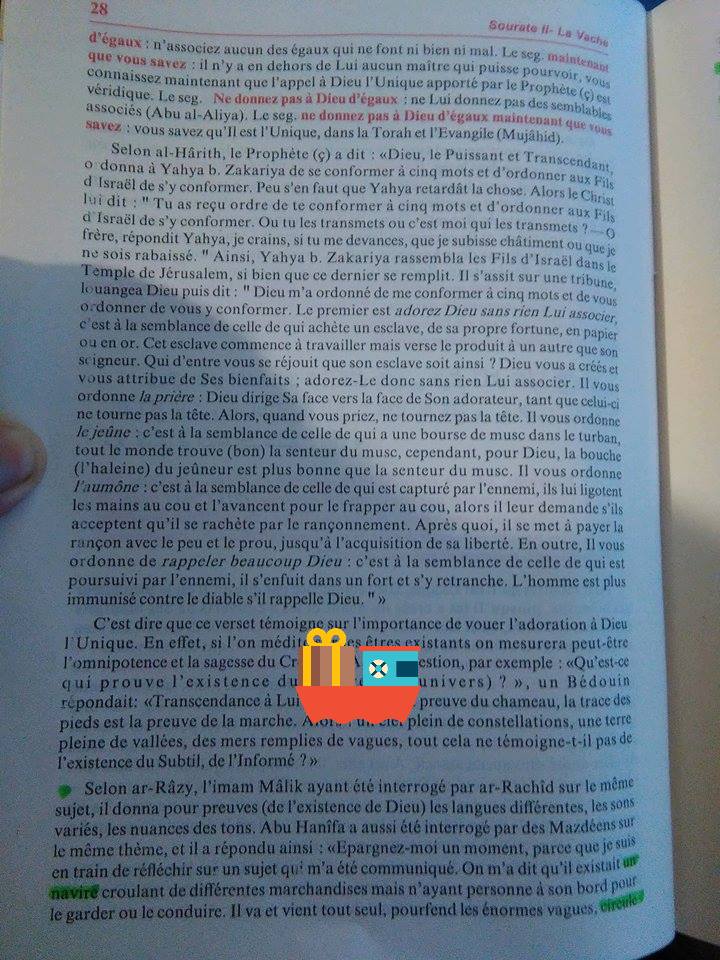 28
Sourate II- La Vache
d'égaux : n'associez aucun des égaux qui ne font ni bien ni mal. Le seg. maintenant
que vous savez : il n'y a en dehors de Lui aucun maître qui puisse pourvoir, vous
connaissez maintenant que l'appel à Dieu l'Unique apporté par le Prophète (ç) est
véridique. Le seg. Ne donnez pas à Dieu d'égaux : ne Lui donnez pas des semblables
associés (Abu al-Aliya). Le seg. ne donnez pas à Dieu d'égaux maintenant que vous
savez : vous savez qu'Il est l'Unique, dans la Torah et l'Evangile (Mujâhid).
Selon al-Hârith, le Prophète (ç) a dit : «Dieu, le Puissant et Transcendant,
o donna à Yahya b. Zakariya de se conformer à cinq mots et d'ordonner aux Fils
d'Israël de s'y conformer. Peu s'en faut que Yahya retardât la chose. Alors le Christ
lui dit : " Tu as reçu ordre de te conformer à cinq mots et d'ordonner aux Fils
d'Israël de s'y conformer. Ou tu les transmets ou c'est moi qui les transmets ? —O
frère, répondit Yahya, je crains, si tu me devances, que je subisse châtiment ou que je
ne sois rabaissé. " Ainsi, Yahya b. Zakariya rassembla les Fils d'Israël dans le
Temple de Jérusalem, si bien que ce dernier se remplit. Il s'assit sur une tribune,
louangea Dieu puis dit : " Dieu m'a ordonné de me conformer à cinq mots et de vous
ordonner de vous y conformer. Le premier est adorez Dieu sans rien Lui associer,
c'est à la semblance de celle de qui achète un esclave, de sa propre fortune, en papier
ou en or. Cet esclave commence à travailler mais verse le produit à un autre que son
seigneur. Qui d'entre vous se réjouit que son esclave soit ainsi ? Dieu vous a créés et
vous attribue de Ses bienfaits ; adorez-Le donc sans rien Lui associer. Il vous
ordonne la prière : Dieu dirige Sa face vers la face de Son adorateur, tant que celui-ci
ne tourne pas la tête. Alors, quand vous priez, ne tournez pas la tête. Il vous ordonne
le jeûne : c'est à la semblance de celle de qui a une bourse de musc dans le turban,
tout le monde trouve (bon) la senteur du musc, cependant, pour Dieu, la bouche
(l'haleine) du jeûneur est plus bonne que la senteur du musc. Il vous ordonne
l'aumône : c'est à la semblance de celle de qui est capturé par l'ennemi, ils lui ligotent
les mains au cou et l'avancent pour le frapper au cou, alors il leur demande s'ils
acceptent qu'il se rachète par le rançonnement. Après quoi, il se met à payer la
rançon avec le peu et le prou, jusqu'à l'acquisition de sa liberté. En outre, Il vous
ordonne de rappeler beaucoup Dieu : c'est à la semblance de celle de qui est
poursuivi par l'ennemi, il s'enfuit dans un fort et s'y retranche. L'homme est plus
immunisé contre le diable s'il rappelle Dieu. " »
C'est dire que ce verset témoigne sur l'importance de vouer l'adoration à Dieu
l'Unique. En effet, si l'on médite les êtres existants on mesurera peut-être
l'omnipotence et la sagesse du estion, par exemple : «Qu'est-ce
qui prouve l'existence du univers) ? », un Bédouin
répondait: «Transcendance à Lui preuve du chameau, la trace des
pieds est la preuve de la marche. Alors, un ciel plein de constellations, une terre
pleine de vallées, des mers remplies de vagues, tout cela ne témoigne-t-il pas de
l'existence du Subtil, de l'Informé ? »
Selon ar-Râzy, l'imam Mâlik ayant été interrogé par ar-Rachîd sur le même
sujet, il donna pour preuves (de l'existence de Dieu) les langues différentes, les sons
variés, les nuances des tons. Abu Hanîfa a aussi été interrogé par des Mazdéens sur
le même thème, et il a répondu ainsi : «Epargnez-moi un moment, parce que je suis
en train de réfléchir sur un sujet qui m'a été communiqué. On m'a dit qu'il existait un
navire croulant de différentes marchandises mais n'ayant personne à son bord pour
le garder ou le conduire. Il va et vient tout seul, pourfend les énormes vagues, circule